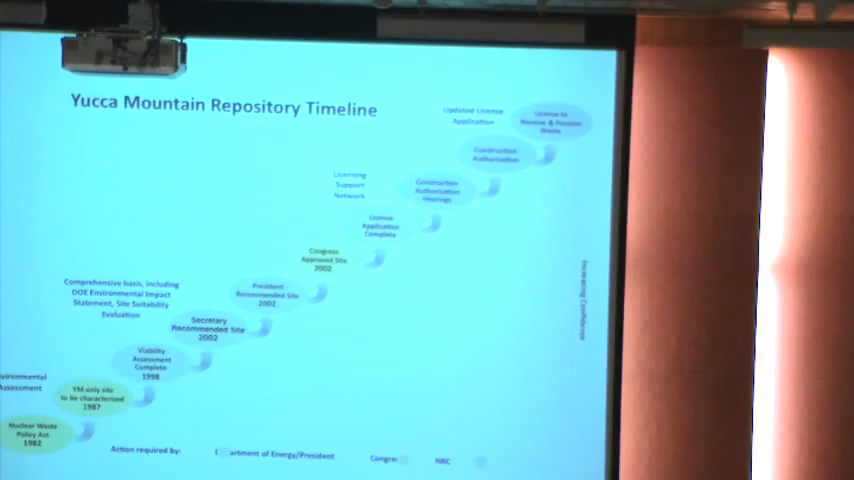 Yucca Mountain Repository Timeline
Updated License
Application
License to
Receive & Possess
Waste
Construction
Authorization
Licensing
Support
Network
Construction
Authorization
Hearings
License
Application
Complete
Congress
Approved Site
2002
Increasing Confidence
Comprehensive basis, including
DOE Environmental Impact
Statement, Site Suitability
Evaluation
President
Recommended Site
2002
Secretary
Recommended Site
2002
Viability
Assessment
Complete
1998
vironmental
Assessment
YM only site
to be characterized
1987
Nuclear Waste
Policy Act
1982
Action required by:
D artment of Energy/President
Congre
NRC